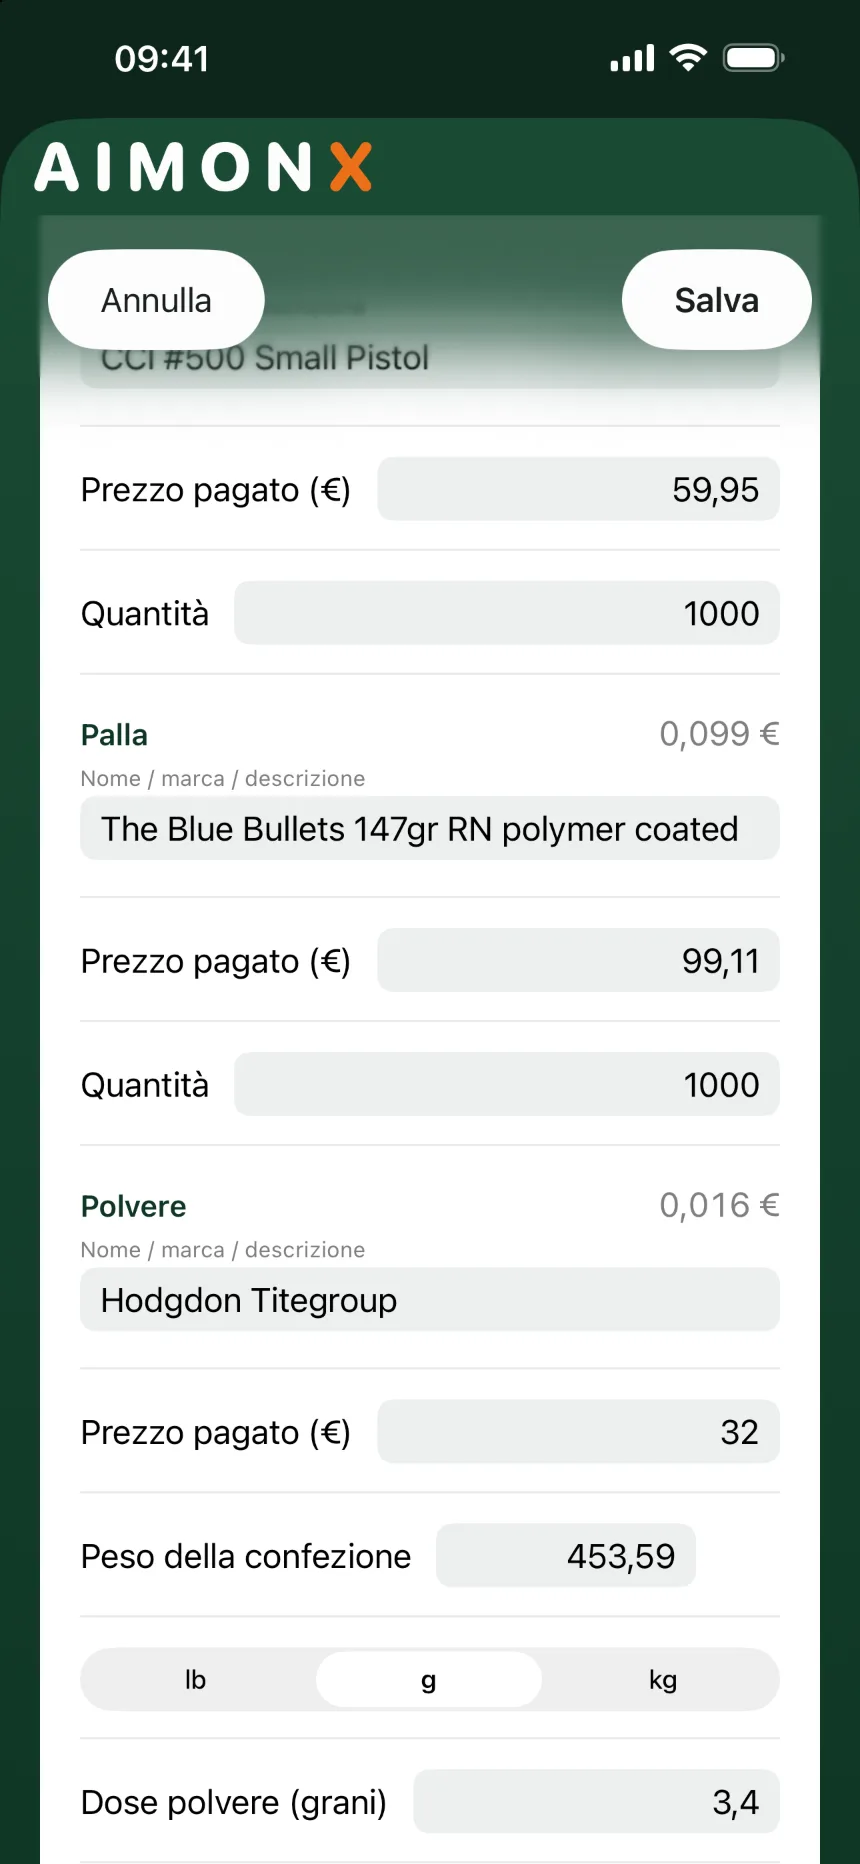 09:41
AIMONX
Annulla
Salva
CCI #500 Small Pistol
Prezzo pagato (€)
59,95
Quantità
1000
Palla
0,099 €
Nome / marca / descrizione
The Blue Bullets 147gr RN polymer coated
Prezzo pagato (€)
99,11
Quantità
1000
Polvere
0,016 €
Nome / marca / descrizione
Hodgdon Titegroup
Prezzo pagato (€)
32
Peso della confezione
453,59
lb
g
kg
Dose polvere (grani)
3,4